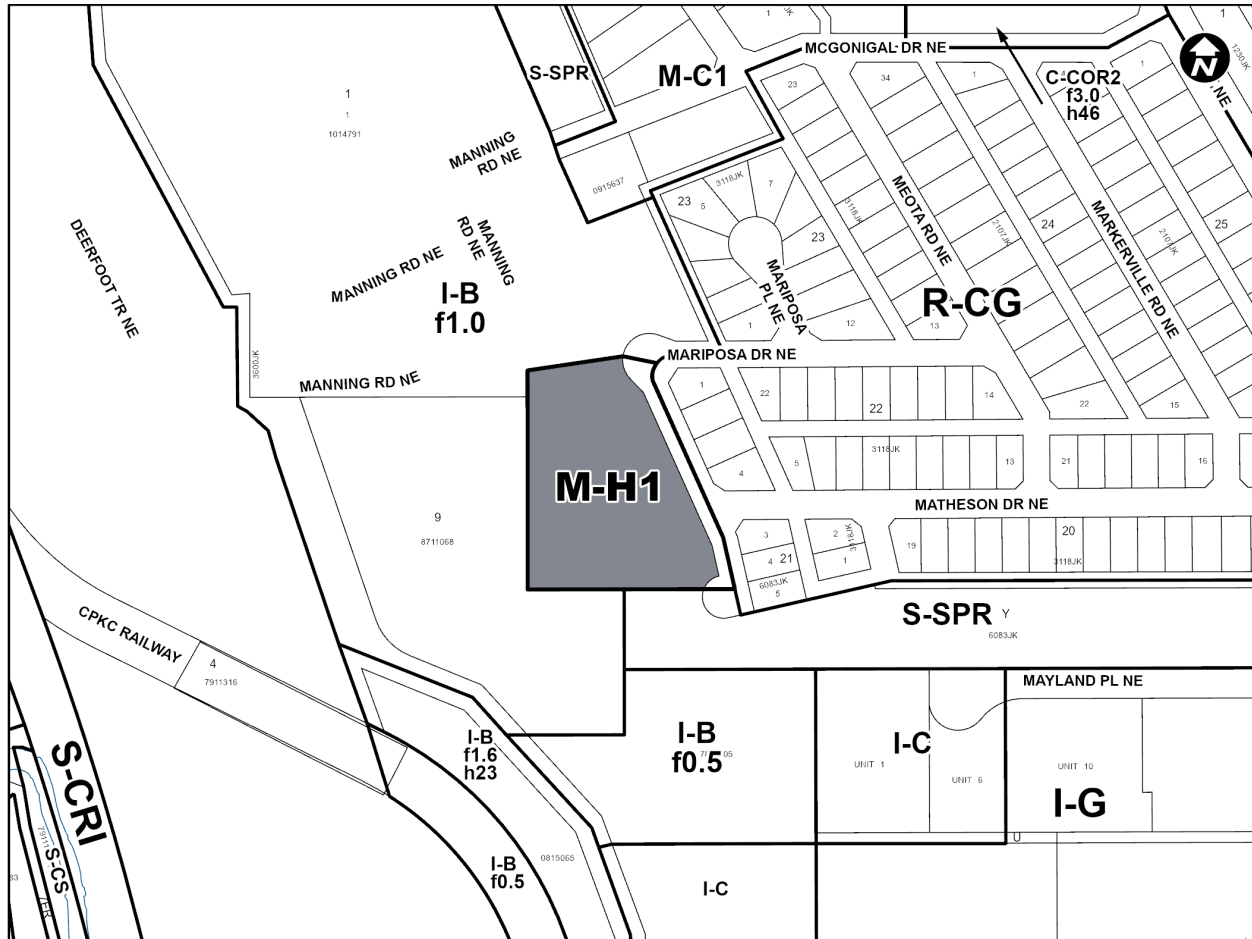 1
JK
1
1230JK
MCGONIGAL DR NE
N
NE
S-SPR
M-C1
C-COR2
f3.0
h46
23
34
1
1
1
1
1014791
MANNING
RD NE
0915637
3118JK
7
23
5
23
3118JK
MEOTA RD NE
2107JK
24
MARKERVILLE RD NE
25
DEERFOOT TR NE
MANNING
RD NE
MANNING RD NE
I-B
f1.0
MARIPOSA
PL NE
R-CG
1
12
13
3600JK
MARIPOSA DR NE
MANNING RD NE
1
22
22
14
22
15
M-H1
4
5
3118JK
13
21
16
MATHESON DR NE
9
8711068
3
4
21
6083JK
5
2
3118JK
1
19
20
3118JK
S-SPR
Y
6083JK
CPKC RAILWAY
4
7911316
MAYLAND PL NE
I-B
f1.6
h23
I-B
f0.5
05
I-C
UNIT 1
UNIT 6
UNIT 10
I-G
S-CRI
S-CS
I-B
f0.5
0815065
I-C
83